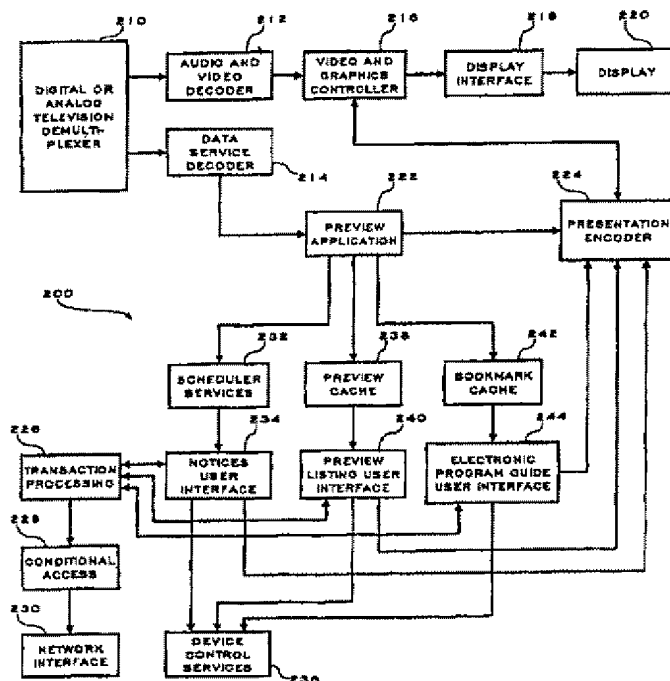 210
212
216
218
220
DIGITAL OR
ANALOG
TELEVISION
DEMULTI-
PLEXER
AUDIO AND
VIDEO
DECODER
VIDEO AND
GRAPHICS
CONTROLLER
DISPLAY
INTERFACE
DISPLAY
DATA
SERVICE
DECODER
214
222
224
PREVIEW
APPLICATION
PRESENTATION
ENCODER
200
232
238
242
SCHEDULER
SERVICES
PREVIEW
CACHE
BOOKMARK
CACHE
226
234
240
244
TRANSACTION
PROCESSING
NOTICES USER
INTERFACE
PREVIEW
LISTING USER
INTERFACE
ELECTRONIC
PROGRAM GUIDE
USER INTERFACE
228
CONDITIONAL
ACCESS
230
NETWORK
INTERFACE
DEVICE
CONTROL
SERVICES
236